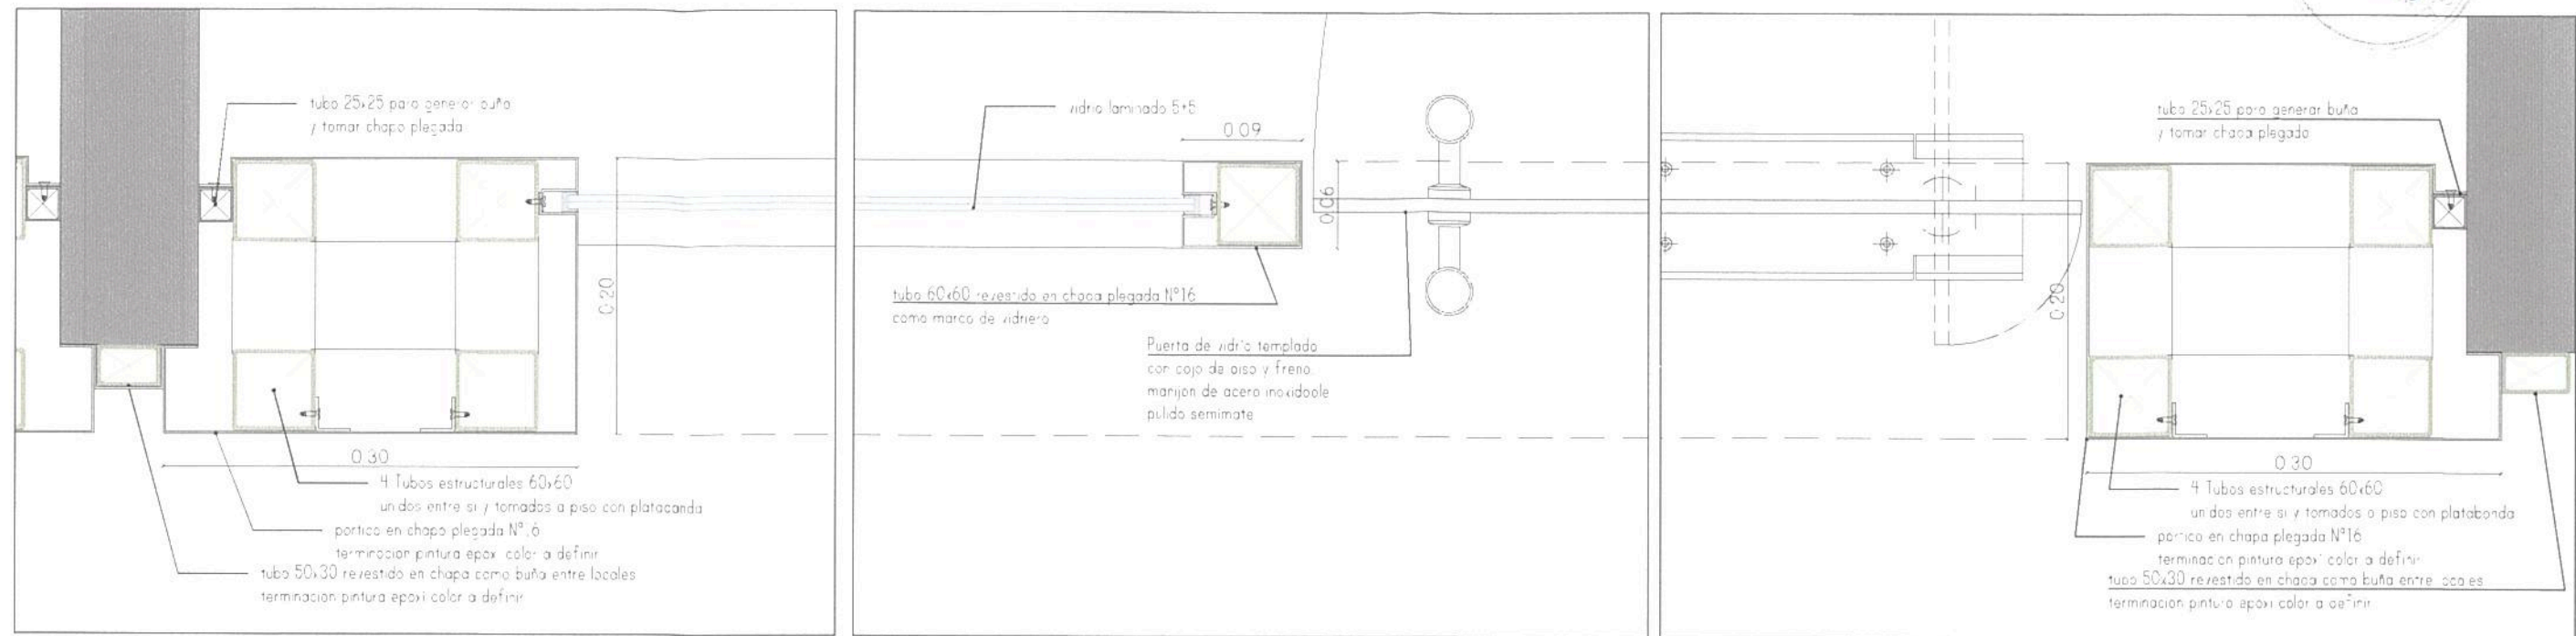 tubo 25x25 para generar buña
y tomar chapa plegada
0.20
0.30
4 Tubos estructurales 60x60
unidos entre si y tomados a piso con platabanda
portico en chapa plegada N°16
terminacion pintura epoxi color a definir
tubo 50x30 revestido en chapa como buña entre locales
terminacion pintura epoxi color a definir
vidrio laminado 5+5
0.09
0.06
tubo 60x60 revestido en chapa plegada N°16
como marco de vidriera
Puerta de vidrio templado
con caja de piso y freno.
manijon de acero inoxidable
pulido semimate
tubo 25x25 para generar buña
y tomar chapa plegada
0.20
0.30
4 Tubos estructurales 60x60
unidos entre si y tomados a piso con platabanda
portico en chapa plegada N°16
terminacion pintura epoxi color a definir
tubo 50x30 revestido en chapa como buña entre locales
terminacion pintura epoxi color a definir